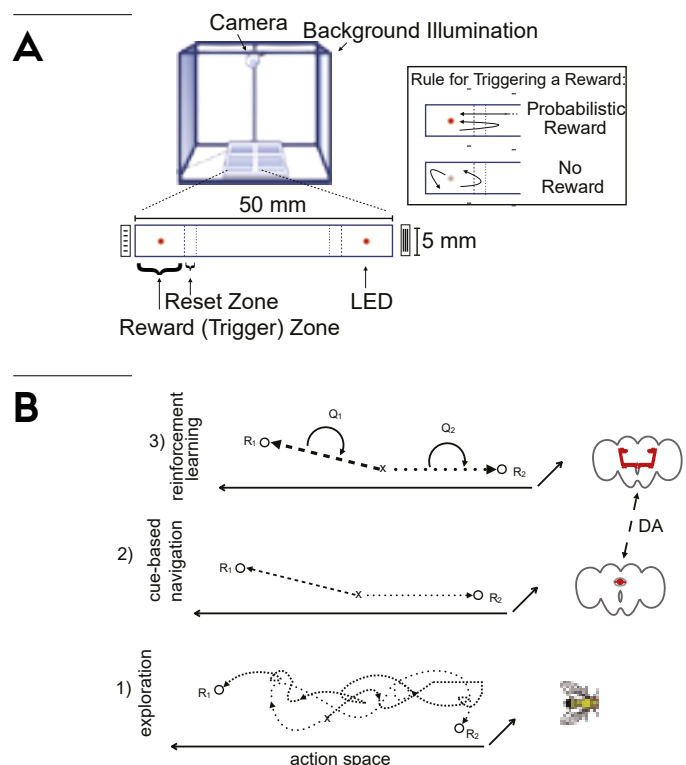 A
Camera
Background Illumination
Rule for Triggering a Reward:
Probabilistic
Reward
No
Reward
50 mm
5 mm
Reset Zone
LED
Reward (Trigger) Zone
B
3)
reinforcement
learning
R1
Q1
Q2
R2
DA
2)
cue-based
navigation
R1
x
R2
x
1)
exploration
R1
x
R2
action space